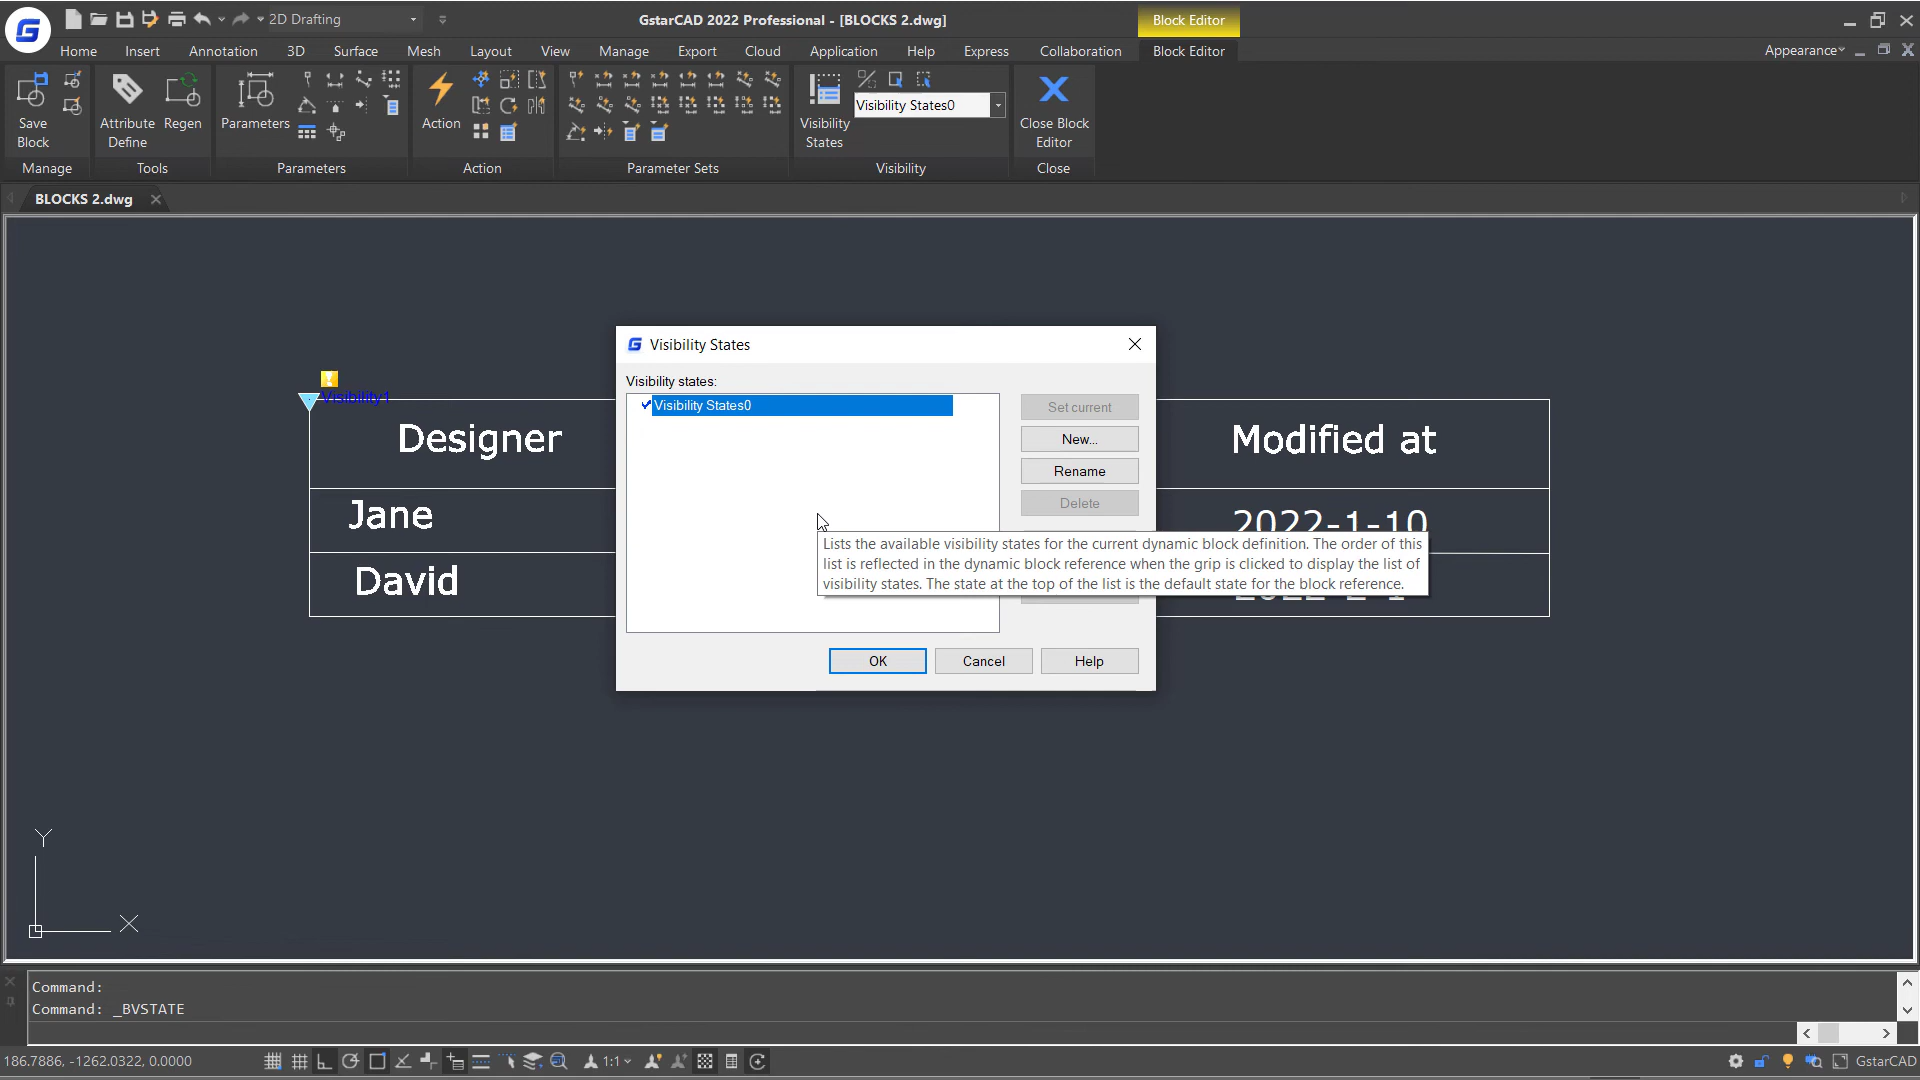 2D Drafting
GstarCAD 2022 Professional - [BLOCKS 2.dwg]
Block Editor
Home Insert Annotation 3D Surface Mesh Layout View Manage Export Cloud Application Help Express Collaboration Block Editor
Appearance
Save Block
Attribute Define
Regen
Parameters
Action
Visibility States
Visibility States0
Close Block Editor
Manage Tools Parameters Action Parameter Sets Visibility Close
BLOCKS 2.dwg
Visibility1
Designer
Modified at
Jane
2022-1-10
David
Visibility States
Visibility states:
Visibility States0
Set current
New...
Rename
Delete
Lists the available visibility states for the current dynamic block definition. The order of this
list is reflected in the dynamic block reference when the grip is clicked to display the list of
visibility states. The state at the top of the list is the default state for the block reference.
OK Cancel Help
Y
X
Command:
Command: _BVSTATE
186.7886, -1262.0322, 0.0000
1:1
GstarCAD